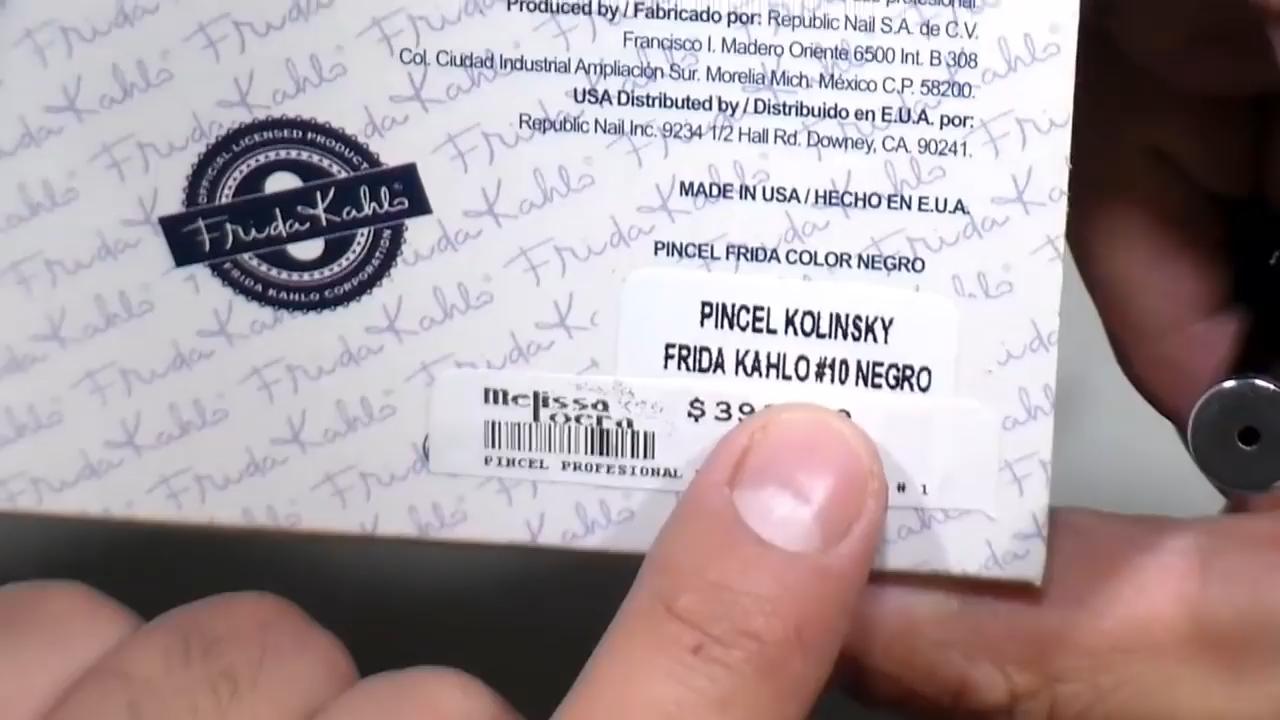 profesional
Produced by / Fabricado por: Republic Nail S.A. de C.V.
Francisco I. Madero Oriente 6500 Int. B 308
Col. Ciudad Industrial Ampliación Sur. Morelia Mich. México C.P. 58200.
USA Distributed by / Distribuido en E.U.A. por:
Republic Nail Inc. 9234 1/2 Hall Rd. Downey, CA. 90241.
MADE IN USA / HECHO EN E.U.A.
PINCEL FRIDA COLOR NEGRO
OFFICIAL LICENSED PRODUCT
Frida Kahlo
FRIDA KAHLO CORPORATION
PINCEL KOLINSKY
FRIDA KAHLO #10 NEGRO
Melissa $ 39
PINCEL PROFESIONAL # 1